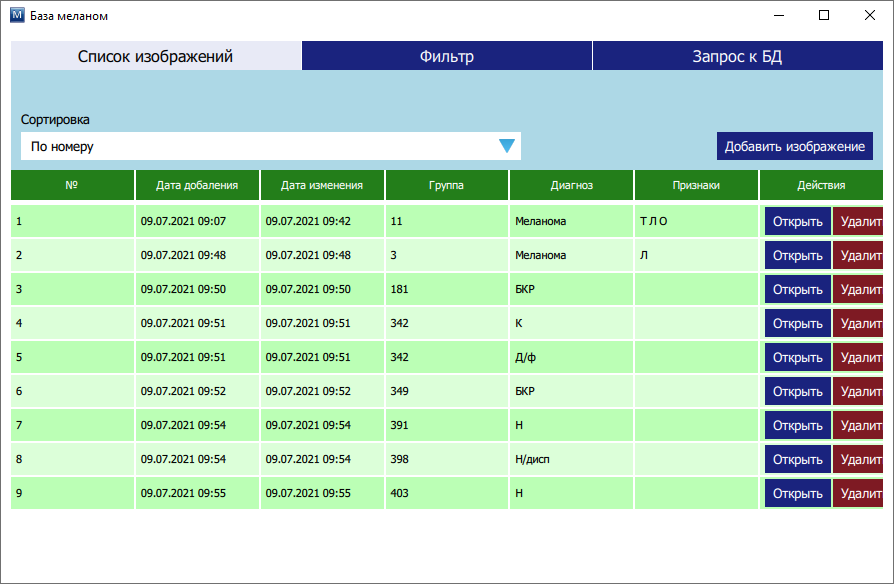 M База меланом
Список изображений Фильтр Запрос к БД
Сортировка
По номеру Добавить изображение
№ Дата добаления Дата изменения Группа Диагноз Признаки Действия
1 09.07.2021 09:07 09.07.2021 09:42 11 Меланома Т Л О Открыть Удалит
2 09.07.2021 09:48 09.07.2021 09:48 3 Меланома Л Открыть Удалит
3 09.07.2021 09:50 09.07.2021 09:50 181 БКР Открыть Удалит
4 09.07.2021 09:51 09.07.2021 09:51 342 К Открыть Удалит
5 09.07.2021 09:51 09.07.2021 09:51 342 Д/ф Открыть Удалит
6 09.07.2021 09:52 09.07.2021 09:52 349 БКР Открыть Удалит
7 09.07.2021 09:54 09.07.2021 09:54 391 Н Открыть Удалит
8 09.07.2021 09:54 09.07.2021 09:54 398 Н/дисп Открыть Удалит
9 09.07.2021 09:55 09.07.2021 09:55 403 Н Открыть Удалит